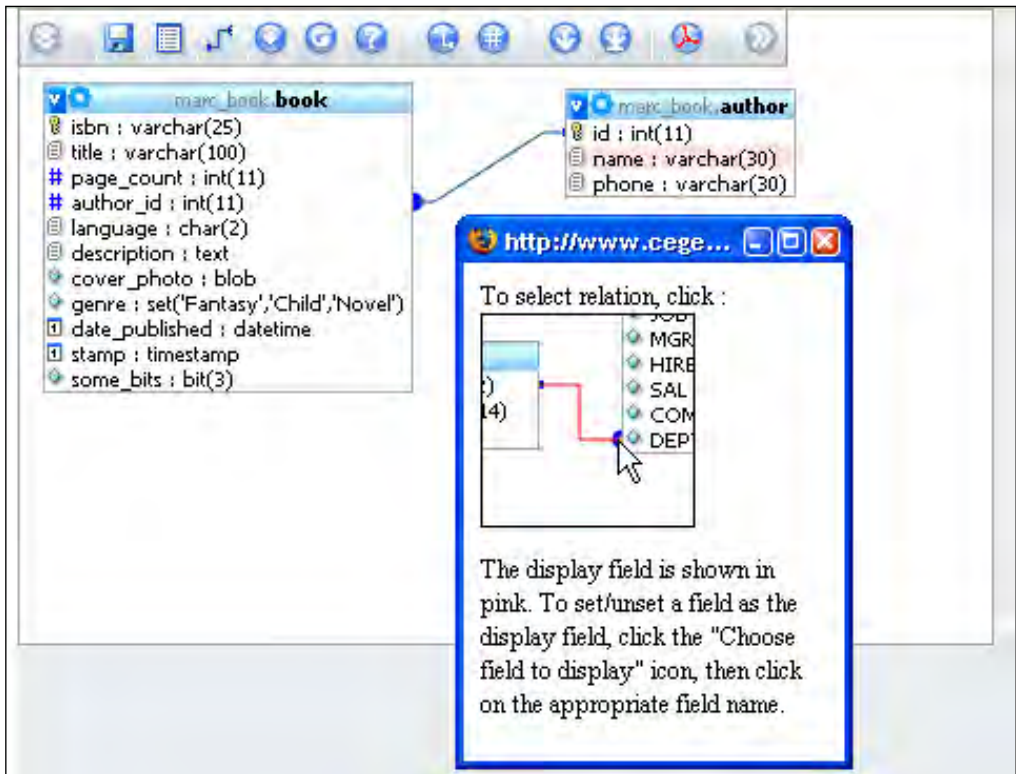 marc_book.book
isbn : varchar(25)
title : varchar(100)
page_count : int(11)
author_id : int(11)
language : char(2)
description : text
cover_photo : blob
genre : set('Fantasy','Child','Novel')
date_published : datetime
stamp : timestamp
some_bits : bit(3)
marc_book.author
id : int(11)
name : varchar(30)
phone : varchar(30)
http://www.cege...
To select relation, click :
MGR
HIRE
SAL
14)
COM
DEPT
The display field is shown in
pink. To set/unset a field as the
display field, click the "Choose
field to display" icon, then click
on the appropriate field name.